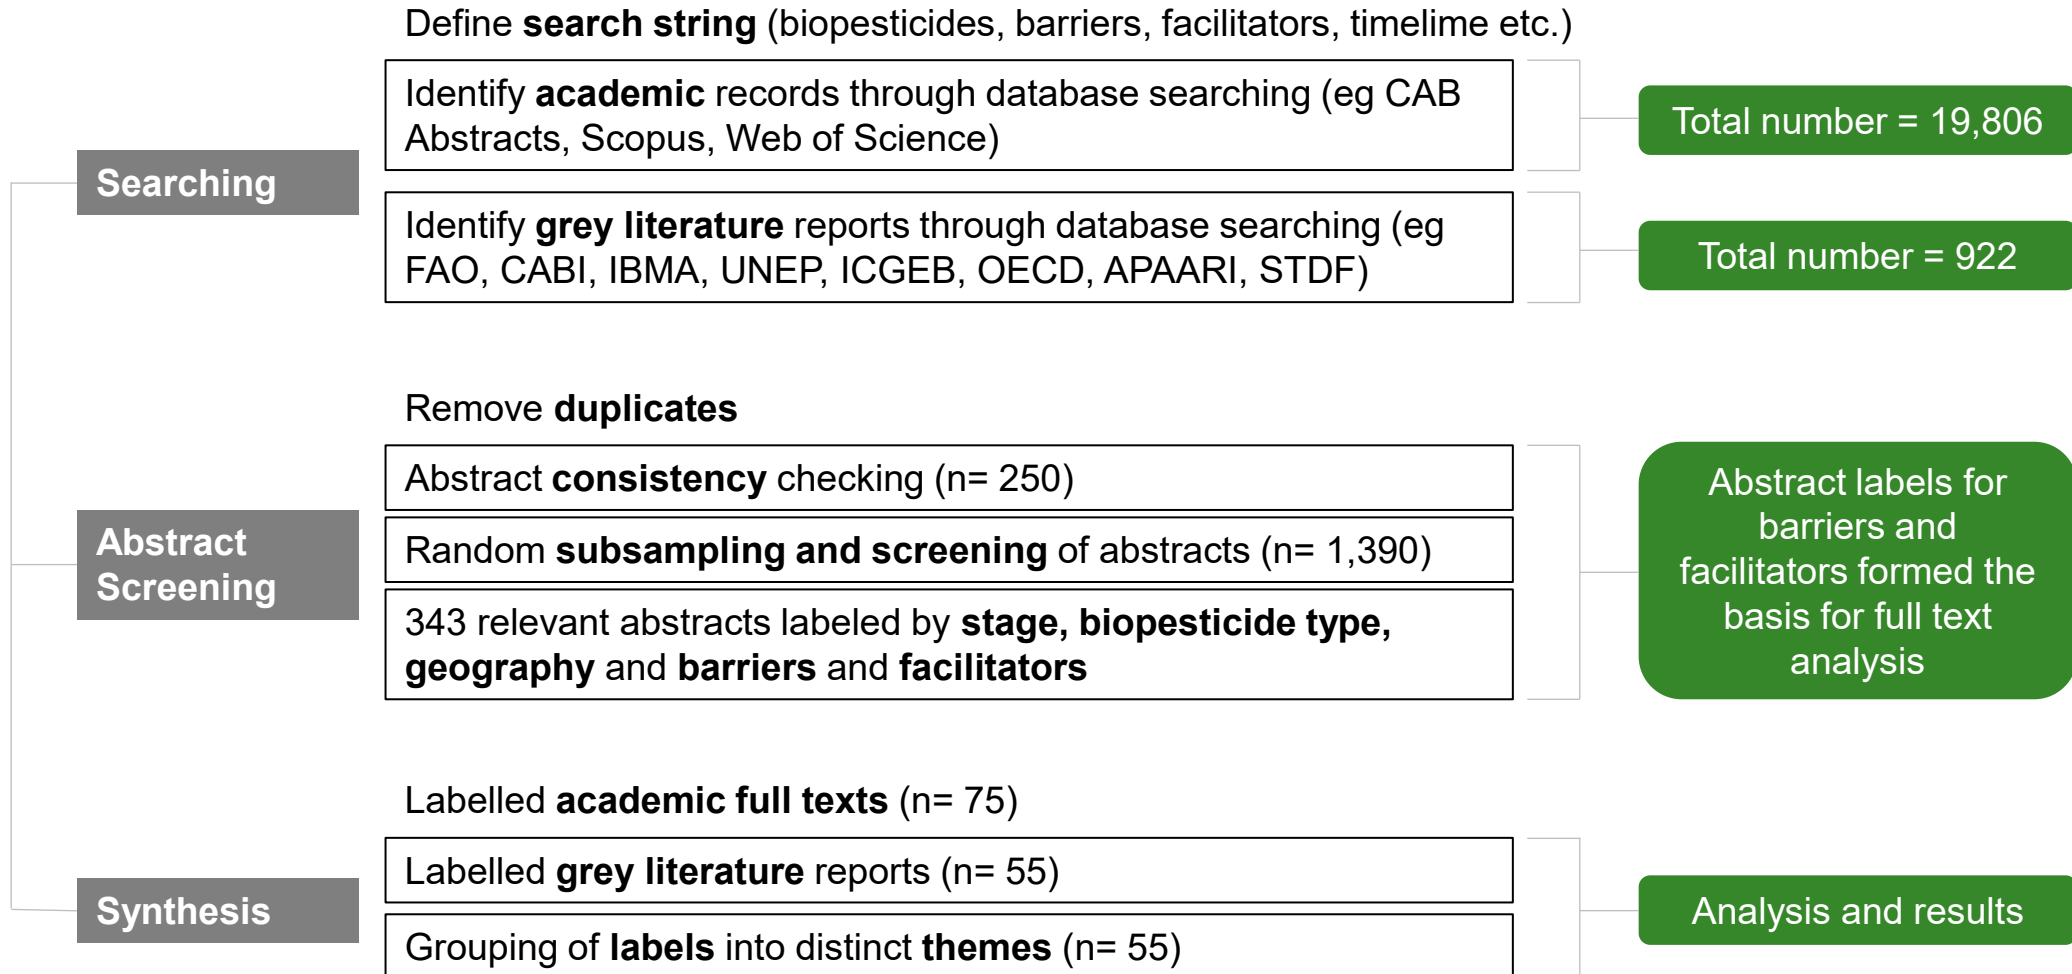 Define search string (biopesticides, barriers, facilitators, timelime etc.)
Searching
Identify academic records through database searching (eg CAB
Abstracts, Scopus, Web of Science)
Total number = 19,806
Identify grey literature reports through database searching (eg
FAO, CABI, IBMA, UNEP, ICGEB, OECD, APAARI, STDF)
Total number = 922
Abstract
Screening
Remove duplicates
Abstract consistency checking (n= 250)
Random subsampling and screening of abstracts (n= 1,390)
343 relevant abstracts labeled by stage, biopesticide type,
geography and barriers and facilitators
Abstract labels for
barriers and
facilitators formed the
basis for full text
analysis
Synthesis
Labelled academic full texts (n= 75)
Labelled grey literature reports (n= 55)
Grouping of labels into distinct themes (n= 55)
Analysis and results